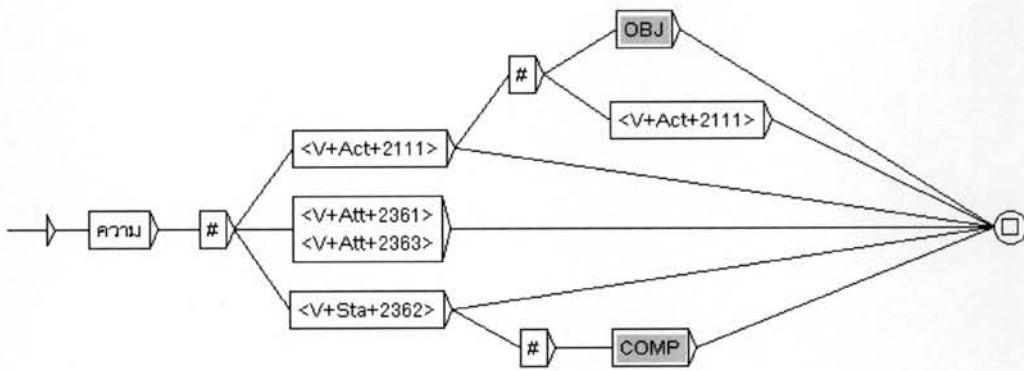 OBJ
#
<V+Act+2111>
<V+Act+2111>
<V+Att+2361>
<V+Att+2363>
ความ
#
<V+Sta+2362>
#
COMP